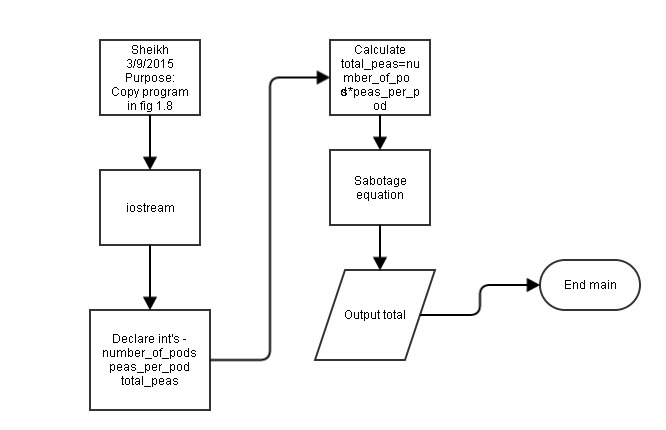 Sheikh
3/9/2015
Purpose:
Copy program
in fig 1.8
iostream
Declare int's -
number_of_pods
peas_per_pod
total_peas
Calculate
total_peas=nu
mber_of_po
ds*peas_per_p
od
Sabotage
equation
Output total
End main